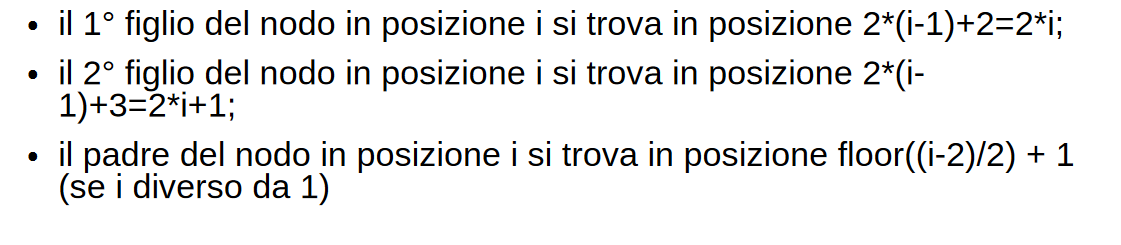 • il 1° figlio del nodo in posizione i si trova in posizione 2*(i-1)+2=2*i;
• il 2° figlio del nodo in posizione i si trova in posizione 2*(i-
1)+3=2*i+1;
• il padre del nodo in posizione i si trova in posizione floor((i-2)/2) + 1
(se i diverso da 1)